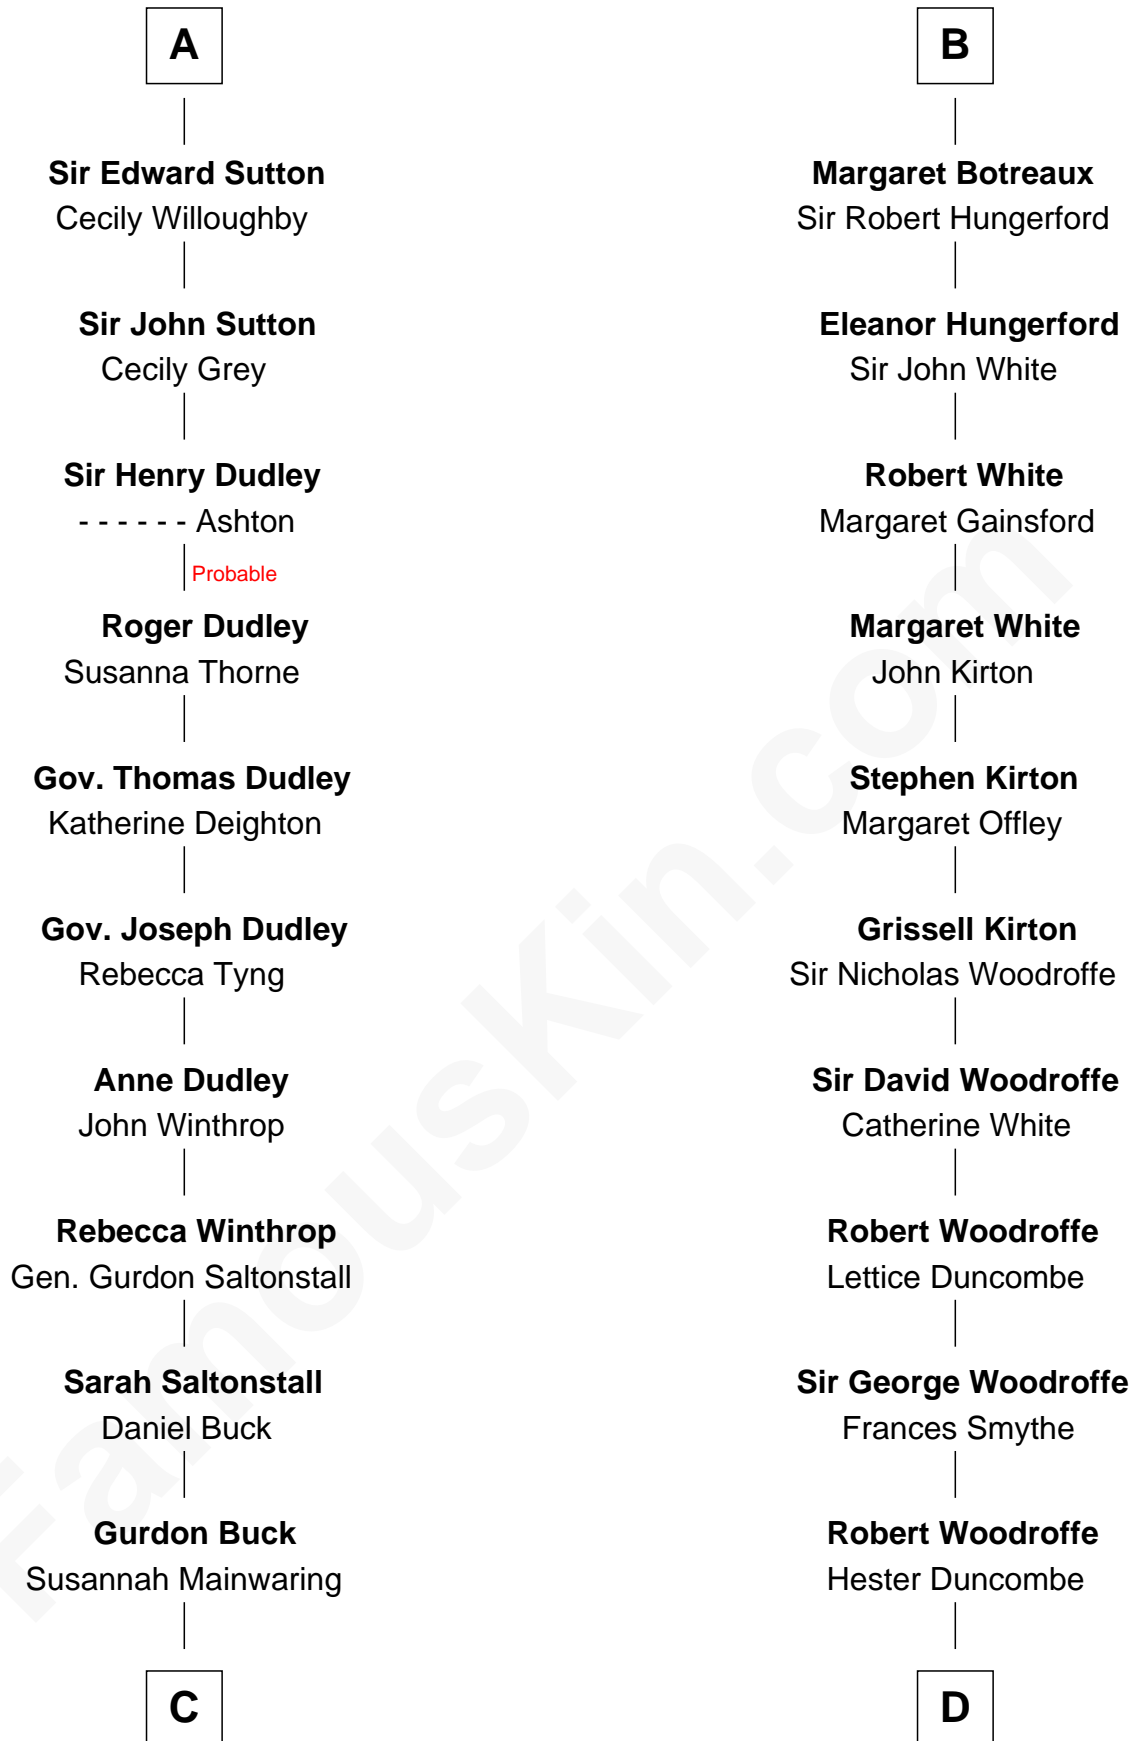 A
Sir Edward Sutton
Cecily Willoughby
Sir John Sutton
Cecily Grey
Sir Henry Dudley
- - - - - - Ashton
Probable
Roger Dudley
Susanna Thorne
Gov. Thomas Dudley
Katherine Deighton
Gov. Joseph Dudley
Rebecca Tyng
Anne Dudley
John Winthrop
Rebecca Winthrop
Gen. Gurdon Saltonstall
Sarah Saltonstall
Daniel Buck
Gurdon Buck
Susannah Mainwaring
C
B
Margaret Botreaux
Sir Robert Hungerford
Eleanor Hungerford
Sir John White
Robert White
Margaret Gainsford
Margaret White
John Kirton
Stephen Kirton
Margaret Offley
Grissell Kirton
Sir Nicholas Woodroffe
Sir David Woodroffe
Catherine White
Robert Woodroffe
Lettice Duncombe
Sir George Woodroffe
Frances Smythe
Robert Woodroffe
Hester Duncombe
D
FamousKin.com